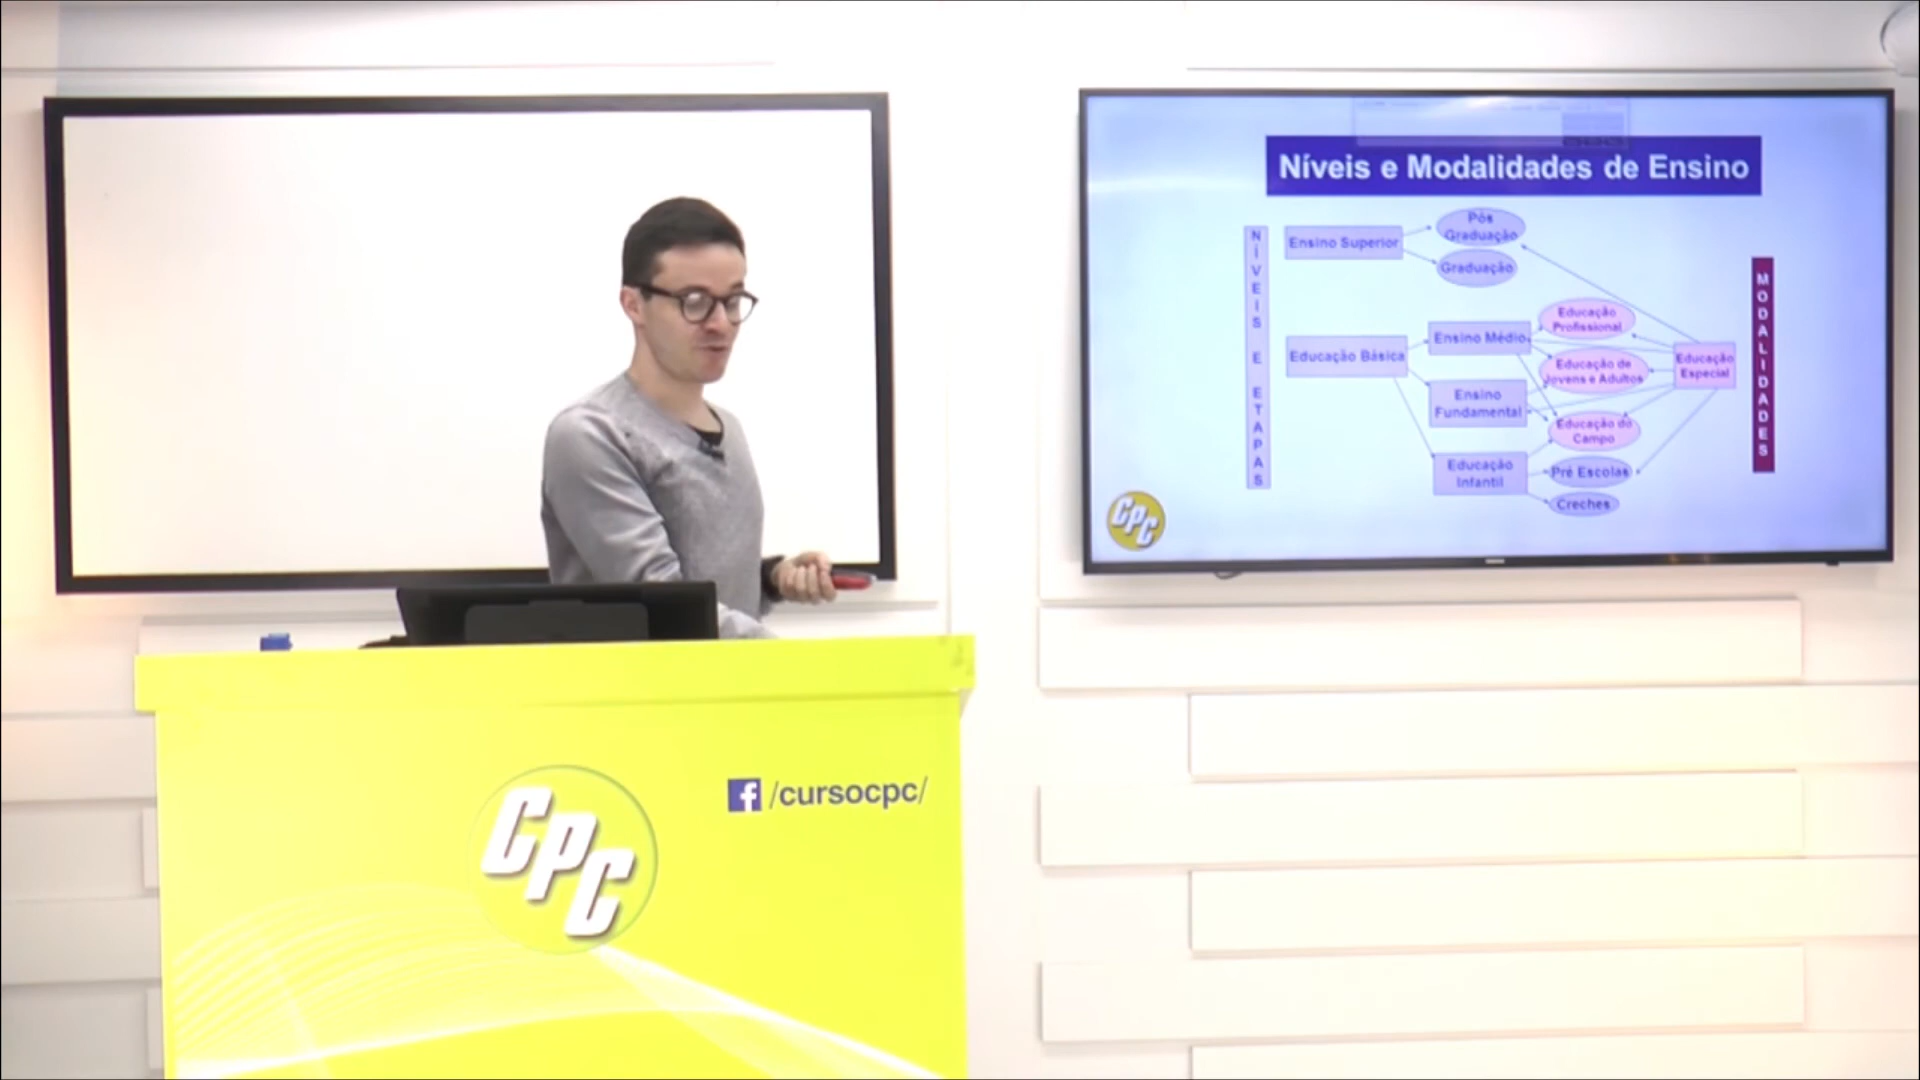 Níveis e Modalidades de Ensino
NÍVEIS E ETAPAS
Ensino Superior
Pós
Graduação
Graduação
Educação Básica
Ensino Médio
Ensino
Fundamental
Educação
Infantil
Educação
Profissional
Educação de
Jovens e Adultos
Educação do
Campo
Pré Escolas
Creches
Educação
Especial
MODALIDADES
CPC
f /cursocpc/
CPC